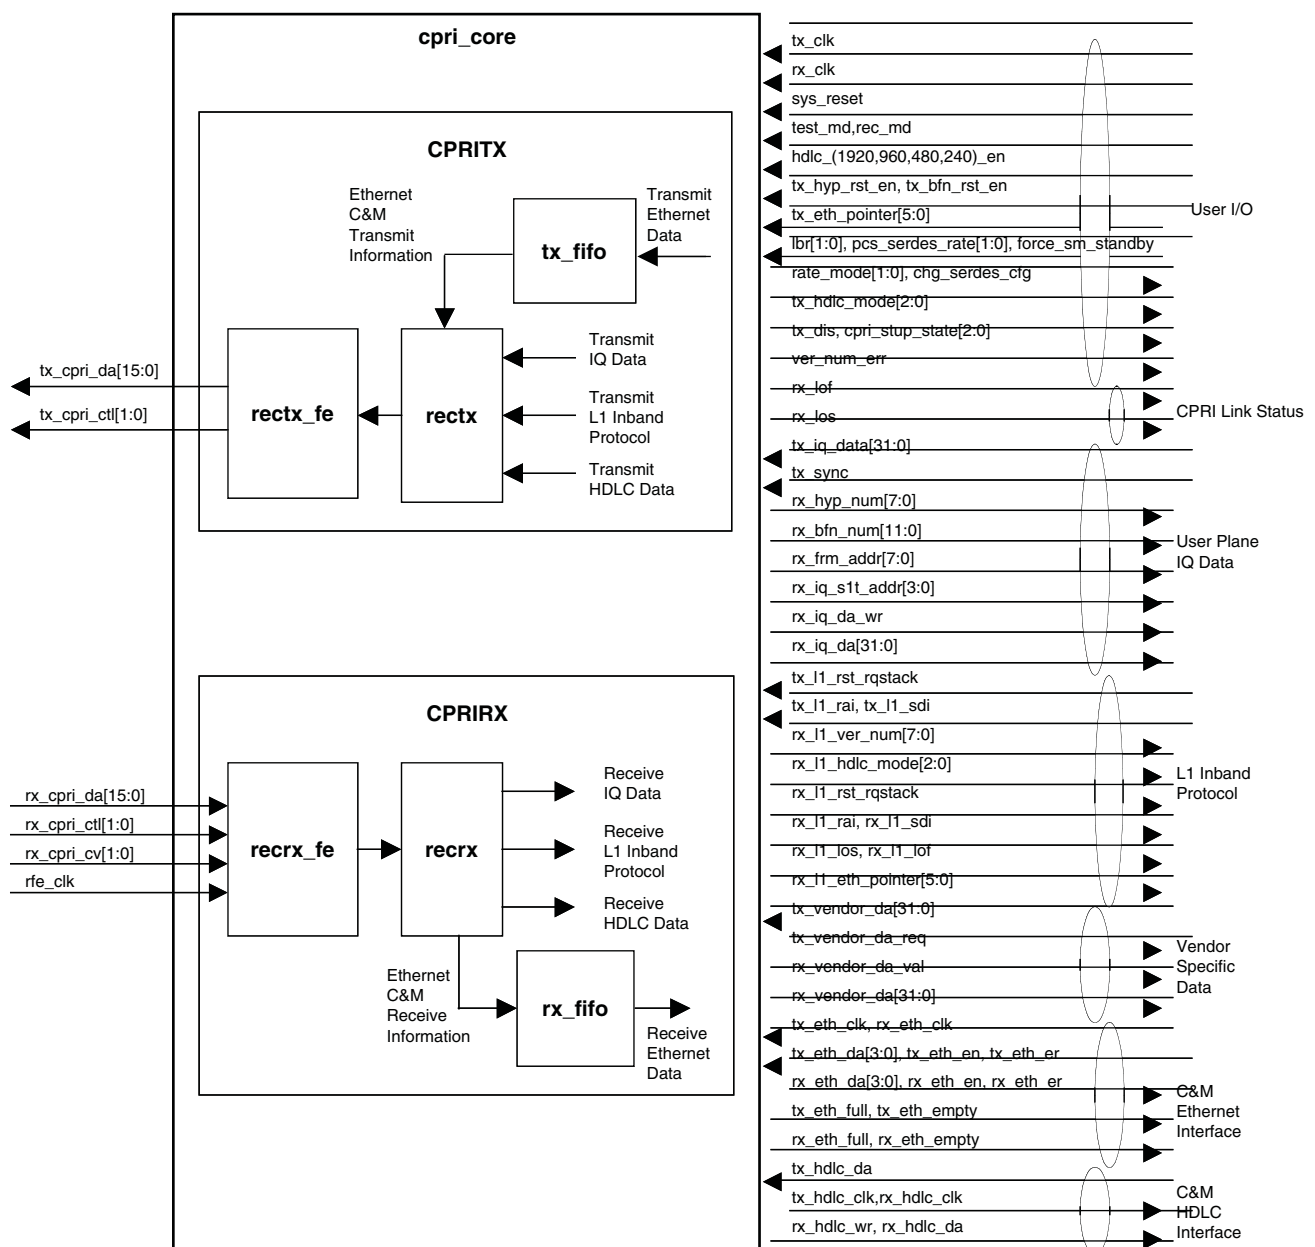 cpri_core
CPRITX
Ethernet
C&M
Transmit
Information
tx_fifo
Transmit
Ethernet
Data
rectx_fe
rectx
Transmit
IQ Data
Transmit
L1 Inband
Protocol
Transmit
HDLC Data
tx_cpri_da[15:0]
tx_cpri_ctl[1:0]
CPRIRX
rx_cpri_da[15:0]
rx_cpri_ctl[1:0]
rx_cpri_cv[1:0]
rfe_clk
recrx_fe
recrx
Receive
IQ Data
Receive
L1 Inband
Protocol
Receive
HDLC Data
Ethernet
C&M
Receive
Information
rx_fifo
Receive
Ethernet
Data
tx_clk
rx_clk
sys_reset
test_md,rec_md
hdlc_(1920,960,480,240)_en
tx_hyp_rst_en, tx_bfn_rst_en
tx_eth_pointer[5:0]
lbr[1:0], pcs_serdes_rate[1:0], force_sm_standby
rate_mode[1:0], chg_serdes_cfg
tx_hdlc_mode[2:0]
tx_dis, cpri_stup_state[2:0]
ver_num_err
User I/O
rx_lof
rx_los
CPRI Link Status
tx_iq_data[31:0]
tx_sync
rx_hyp_num[7:0]
rx_bfn_num[11:0]
rx_frm_addr[7:0]
rx_iq_s1t_addr[3:0]
rx_iq_da_wr
rx_iq_da[31:0]
User Plane
IQ Data
tx_l1_rst_rqstack
tx_l1_rai, tx_l1_sdi
rx_l1_ver_num[7:0]
rx_l1_hdlc_mode[2:0]
rx_l1_rst_rqstack
rx_l1_rai, rx_l1_sdi
rx_l1_los, rx_l1_lof
rx_l1_eth_pointer[5:0]
L1 Inband
Protocol
tx_vendor_da[31:0]
tx_vendor_da_req
rx_vendor_da_val
rx_vendor_da[31:0]
Vendor
Specific
Data
tx_eth_clk, rx_eth_clk
tx_eth_da[3:0], tx_eth_en, tx_eth_er
rx_eth_da[3:0], rx_eth_en, rx_eth_er
tx_eth_full, tx_eth_empty
rx_eth_full, rx_eth_empty
C&M
Ethernet
Interface
tx_hdlc_da
tx_hdlc_clk,rx_hdlc_clk
rx_hdlc_wr, rx_hdlc_da
C&M
HDLC
Interface